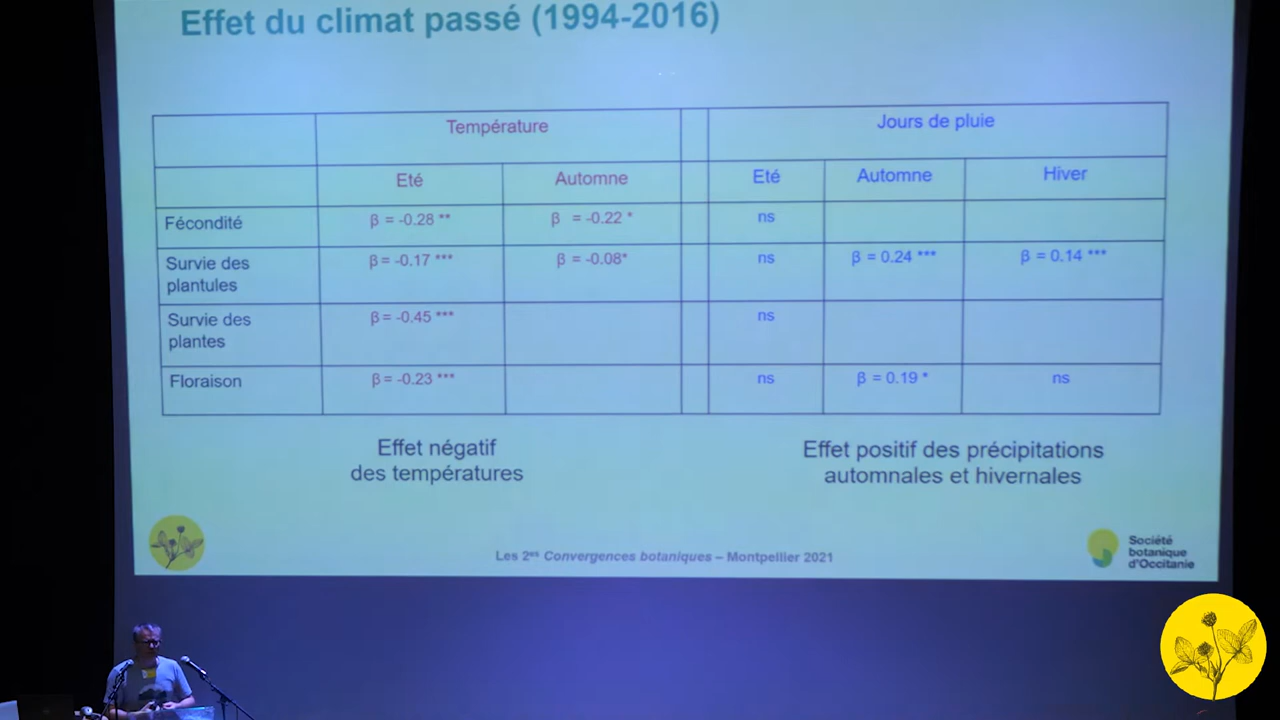 Effet du climat passé (1994-2016)
Température
Jours de pluie
Eté
Automne
Eté
Automne
Hiver
Fécondité
β = -0.28 **
β = -0.22 *
ns
Survie des
plantules
β = -0.17 ***
β = -0.08*
ns
β = 0.24 ***
β = 0.14 ***
Survie des
plantes
β = -0.45 ***
ns
Floraison
β = -0.23 ***
ns
β = 0.19 *
ns
Effet négatif
des températures
Effet positif des précipitations
automnales et hivernales
Les 2es Convergences botaniques – Montpellier 2021
Société
botanique
d'Occitanie